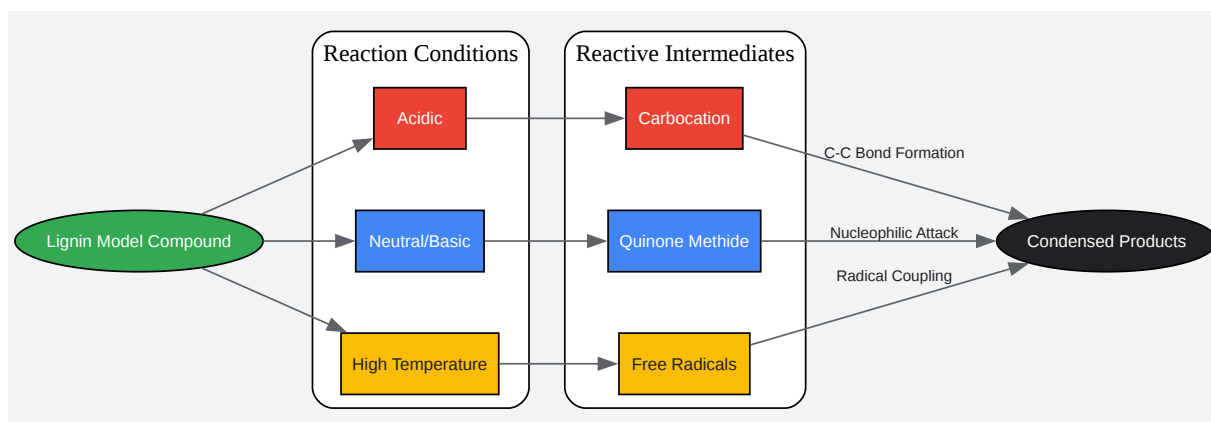 Reaction Conditions
Reactive Intermediates
Acidic
Carbocation
C-C Bond Formation
Lignin Model Compound
Neutral/Basic
Quinone Methide
Nucleophilic Attack
Condensed Products
Radical Coupling
High Temperature
Free Radicals